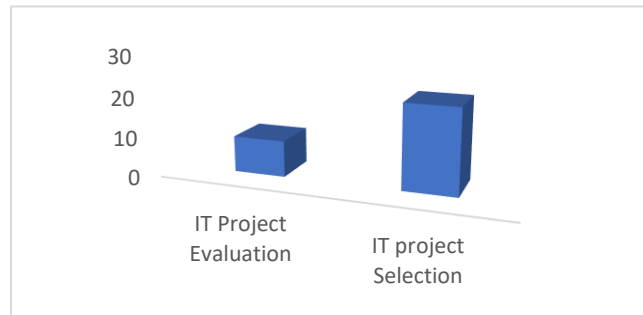 30
20
10
0
IT Project
Evaluation
IT project
Selection